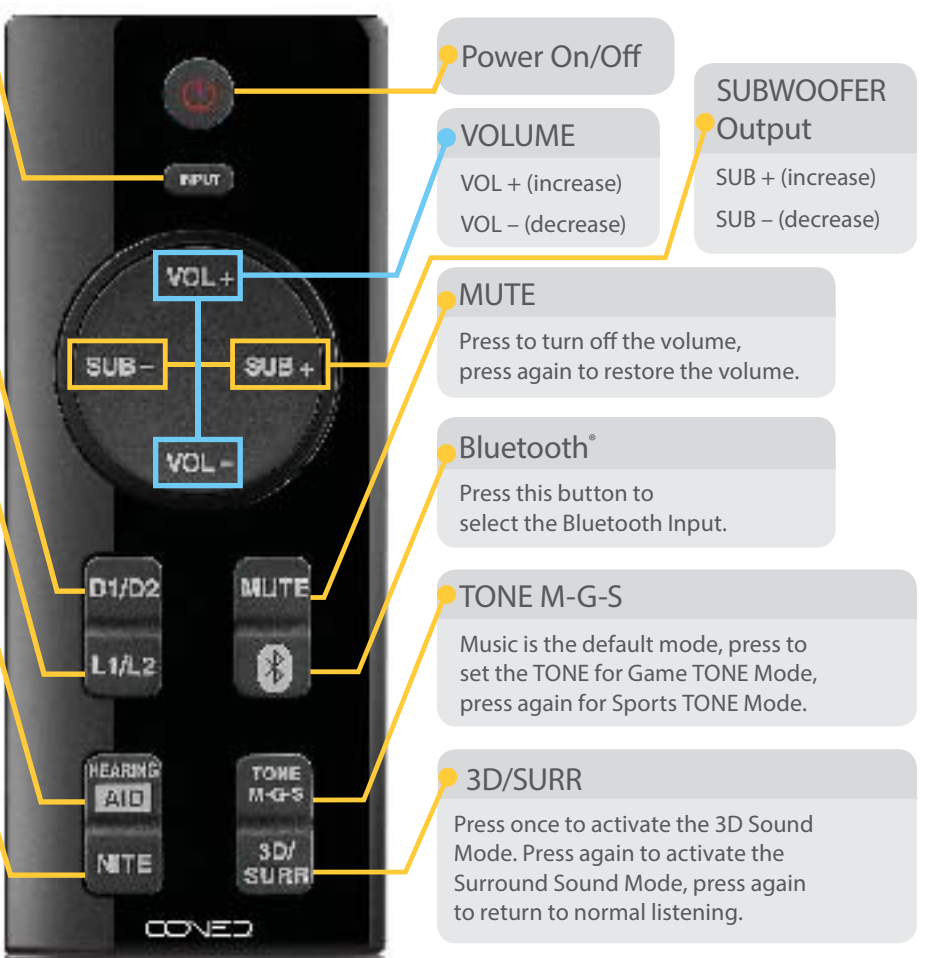 Power On/Off
SUBWOOFER
Output
SUB + (increase)
SUB – (decrease)
VOLUME
VOL + (increase)
VOL – (decrease)
INPUT
VOL +
SUB –
SUB +
VOL –
MUTE
Press to turn off the volume,
press again to restore the volume.
Bluetooth®
Press this button to
select the Bluetooth Input.
D1/D2
MUTE
L1/L2
TONE M-G-S
Music is the default mode, press to
set the TONE for Game TONE Mode,
press again for Sports TONE Mode.
HEARING
AID
TONE
M-G-S
NITE
3D/
SURR
3D/SURR
Press once to activate the 3D Sound
Mode. Press again to activate the
Surround Sound Mode, press again
to return to normal listening.